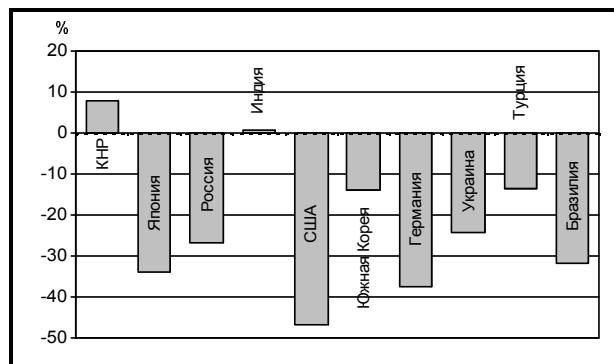 %
20
10
0
-10
-20
-30
-40
-50
КНР
Япония
Россия
Индия
США
Южная Корея
Германия
Украина
Турция
Бразилия